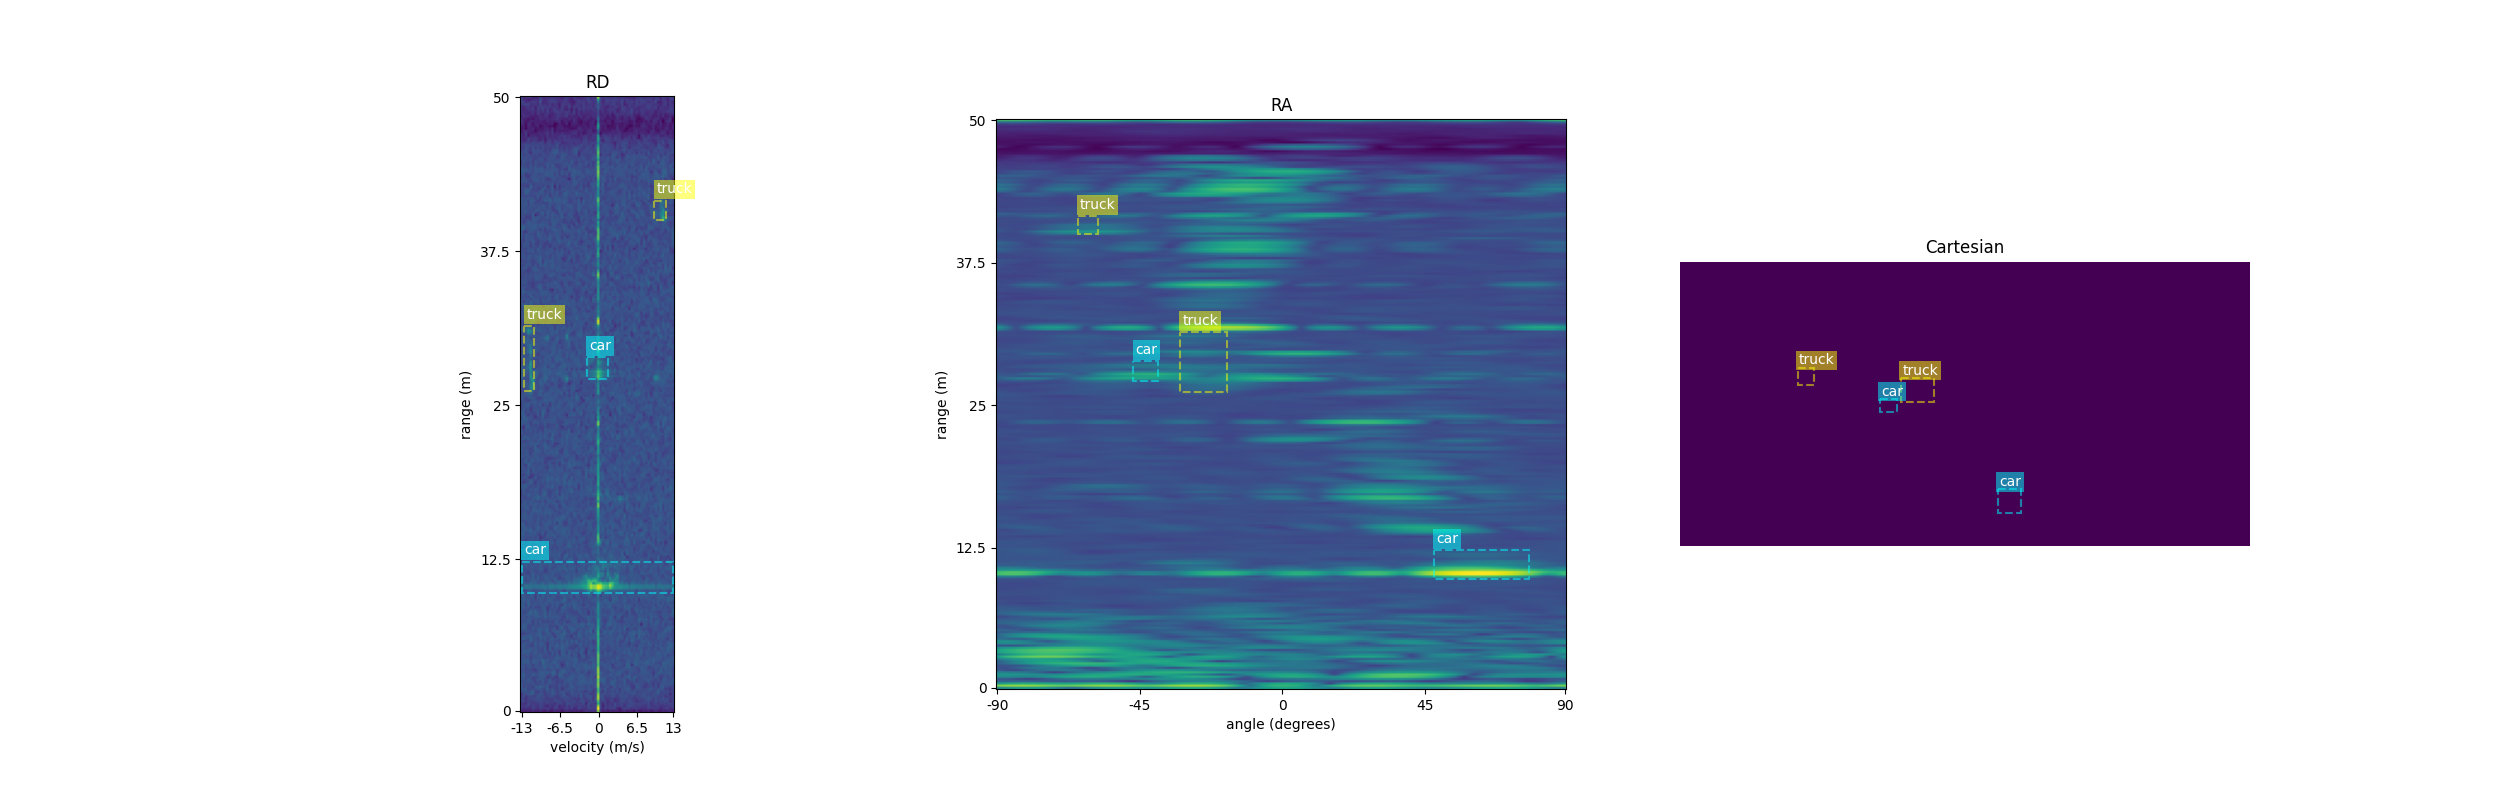 RD
50
37.5
25
12.5
0
range (m)
-13
-6.5
0
6.5
13
velocity (m/s)
truck
truck
car
car
RA
50
37.5
25
12.5
0
range (m)
-90
-45
0
45
90
angle (degrees)
truck
truck
car
car
Cartesian
truck
truck
car
car